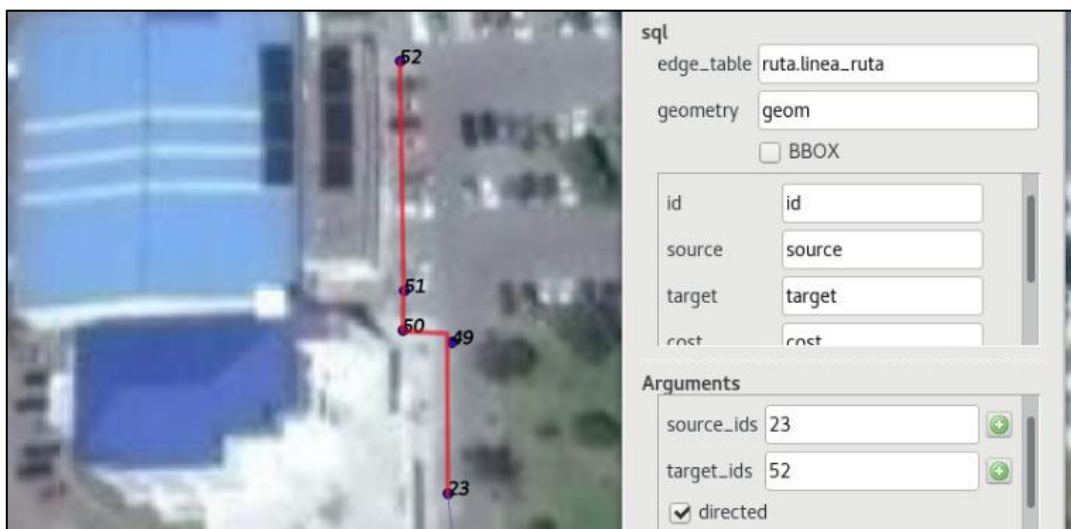 52
51
50
49
23
sql
edge_table ruta.linea_ruta
geometry geom
BBOX
id id
source source
target target
cost cost
Arguments
source_ids 23
target_ids 52
directed